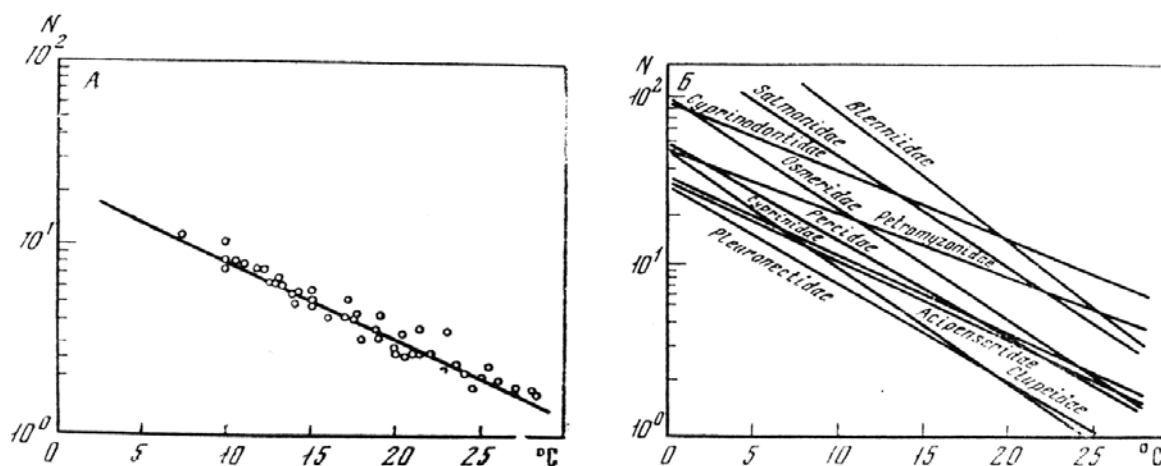 N
10²
А
10¹
10⁰
0 5 10 15 20 25 °C
N
Б
10²
Cyprinodontidae
Salmonidae
Blenniidae
Osmeridae
Petromyzonidae
Percidae
Cyprinidae
Pleuronectidae
10¹
Acipenseridae
Clupeidae
10⁰
0 5 10 15 20 25 °C